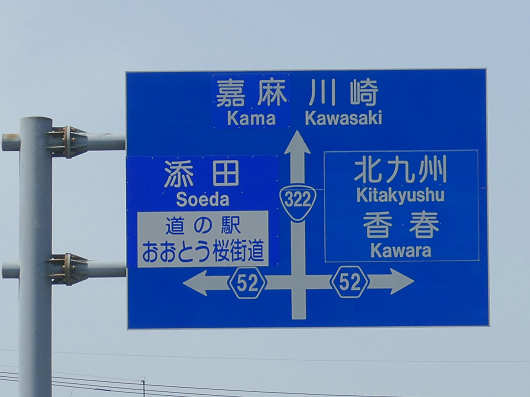 嘉麻 川崎
Kama Kawasaki
添田
Soeda
道の駅
おおとう桜街道
322
北九州
Kitakyushu
香春
Kawara
52 52